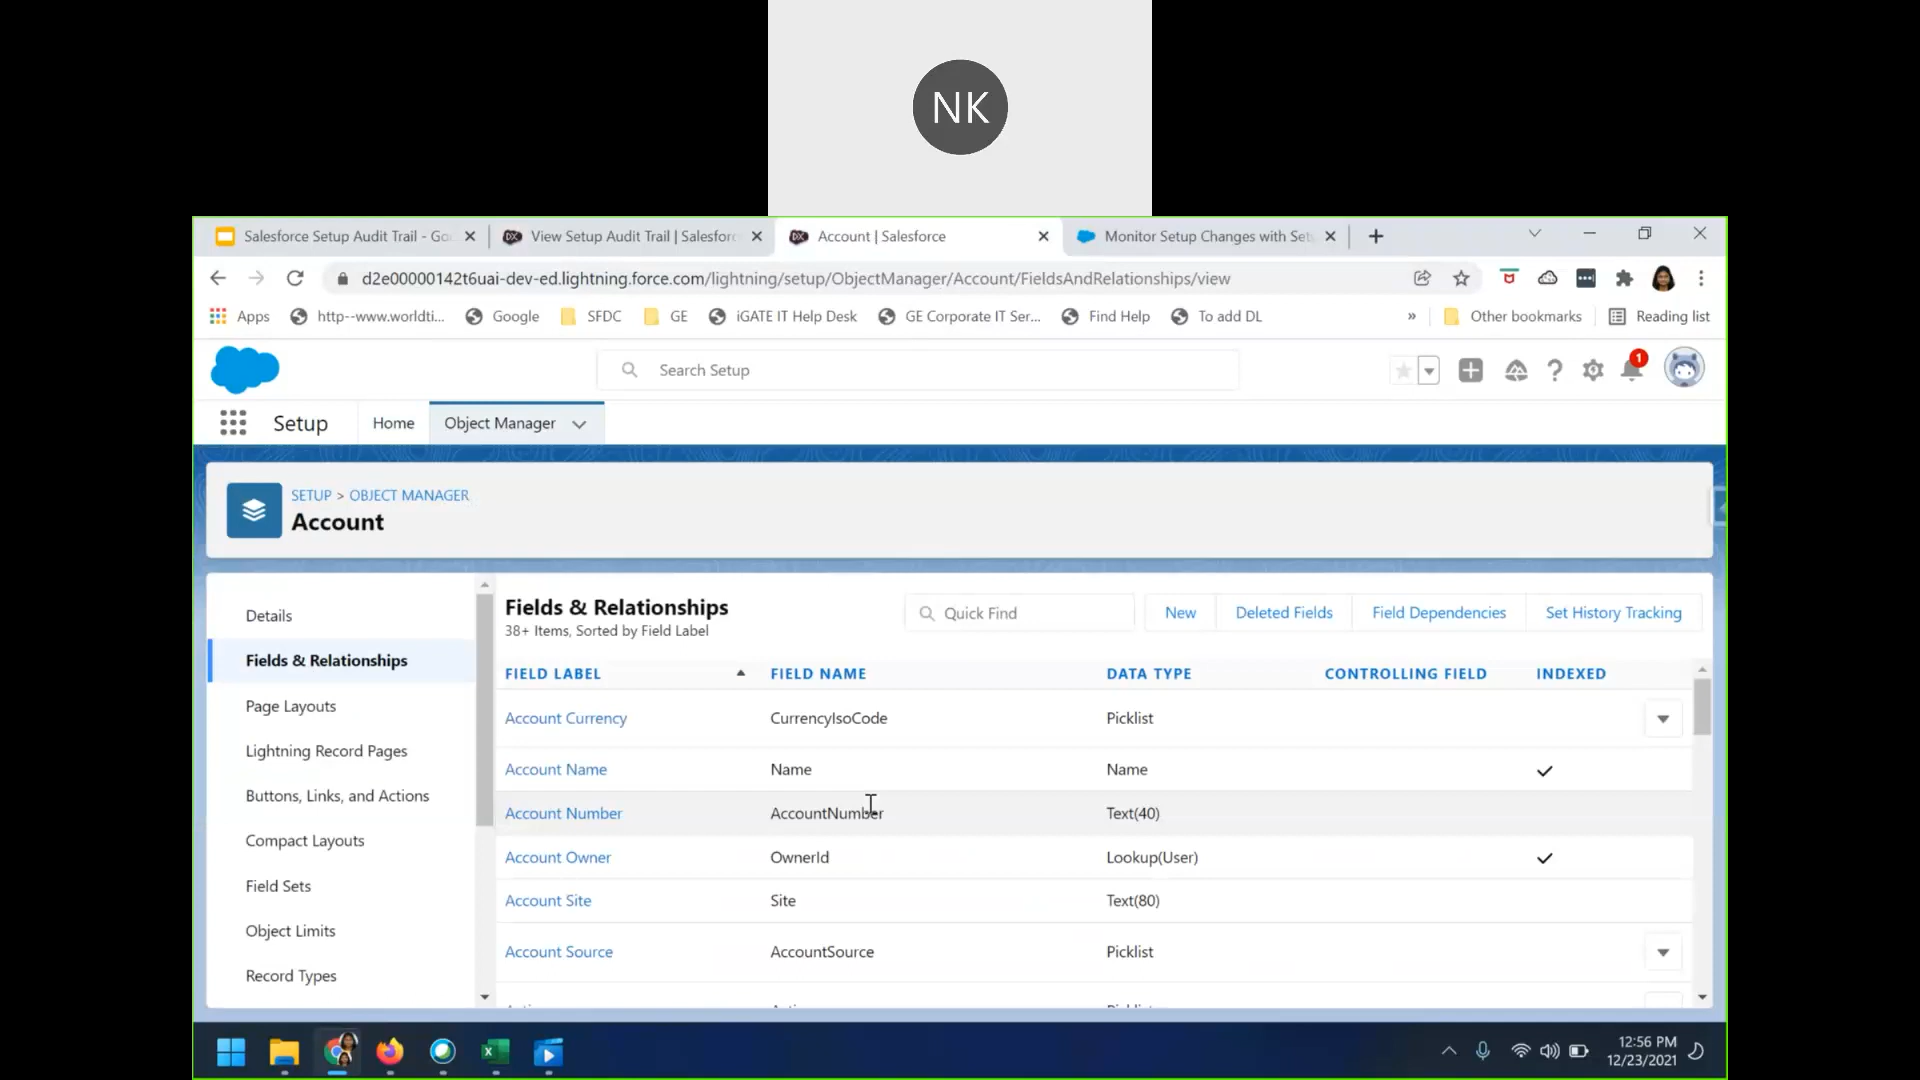 NK
Salesforce Setup Audit Trail - Go
View Setup Audit Trail | Salesforc
Account | Salesforce
Monitor Setup Changes with Set
d2e00000142t6uai-dev-ed.lightning.force.com/lightning/setup/ObjectManager/Account/FieldsAndRelationships/view
Apps
http--www.worldti...
Google
SFDC
GE
iGATE IT Help Desk
GE Corporate IT Ser...
Find Help
To add DL
»
Other bookmarks
Reading list
Search Setup
1
Setup
Home
Object Manager
SETUP > OBJECT MANAGER
Account
Details
Fields & Relationships
Page Layouts
Lightning Record Pages
Buttons, Links, and Actions
Compact Layouts
Field Sets
Object Limits
Record Types
Fields & Relationships
38+ Items, Sorted by Field Label
Quick Find
New
Deleted Fields
Field Dependencies
Set History Tracking
FIELD LABEL FIELD NAME DATA TYPE CONTROLLING FIELD INDEXED
Account Currency CurrencyIsoCode Picklist
Account Name Name Name
Account Number AccountNumber Text(40)
Account Owner OwnerId Lookup(User)
Account Site Site Text(80)
Account Source AccountSource Picklist
12:56 PM
12/23/2021